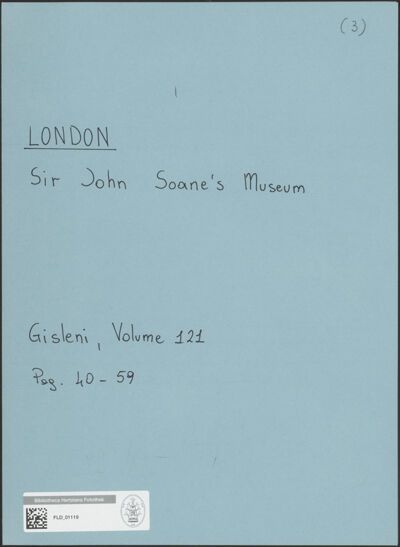 (3)
LONDON
Sir John Soane's Museum
Gisleni, Volume 121
Pag. 40 - 59
Bibliotheca Hertziana Fotothek
FLD_01119